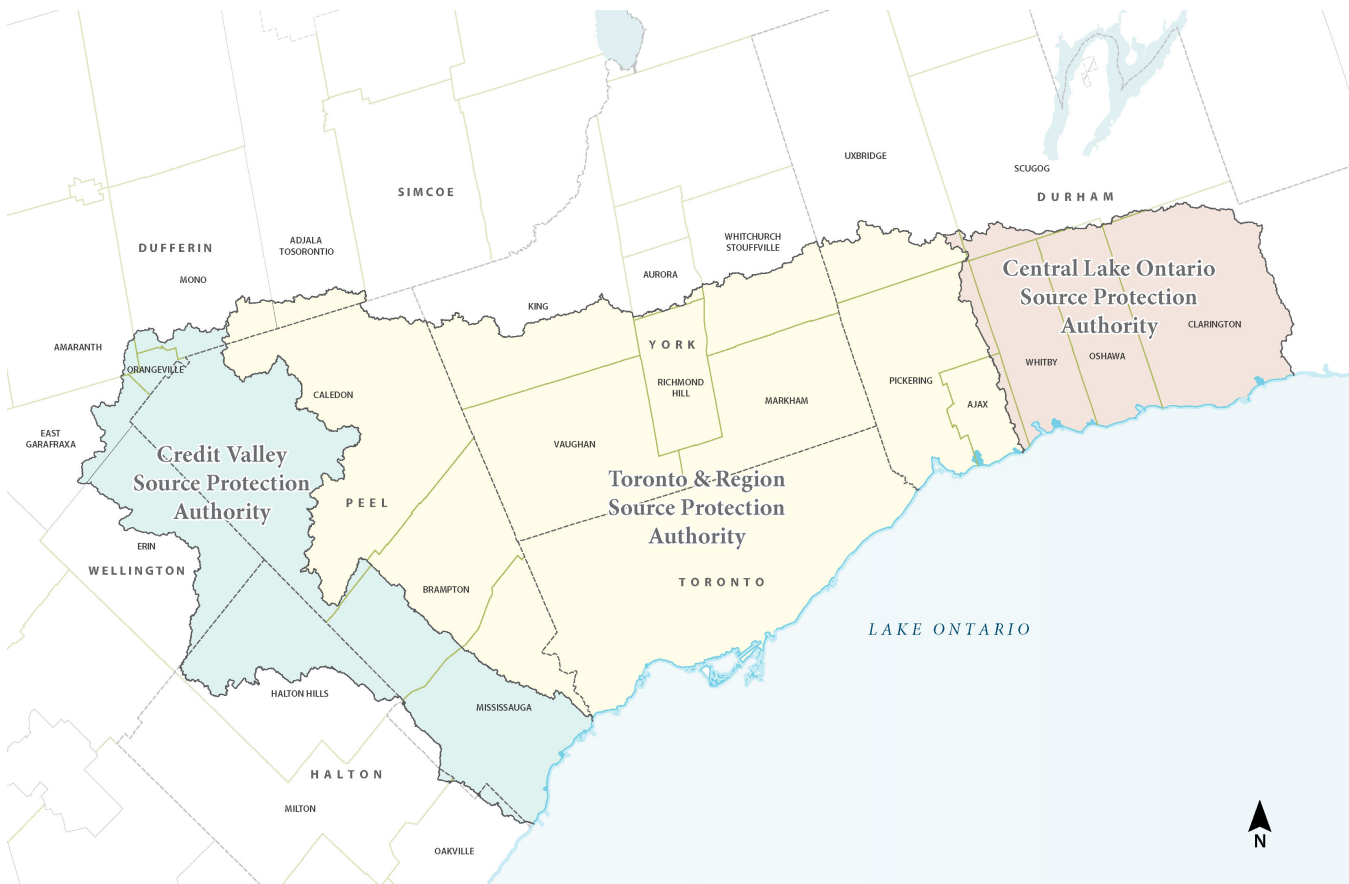 UXBRIDGE
SCUGOG
DURHAM
SIMCOE
DUFFERIN
MONO
ADJALA
TOSORONTIO
WHITCHURCH
STOUFFVILLE
AURORA
KING
Central Lake Ontario
Source Protection
Authority
CLARINGTON
WHITBY
OSHAWA
AMARANTH
ORANGEVILLE
YORK
RICHMOND
HILL
PICKERING
AJAX
CALEDON
MARKHAM
EAST
GARAFRAXA
VAUGHAN
Credit Valley
Source Protection
Authority
PEEL
Toronto & Region
Source Protection
Authority
ERIN
WELLINGTON
BRAMPTON
TORONTO
LAKE ONTARIO
HALTON HILLS
MISSISSAUGA
HALTON
MILTON
OAKVILLE
N